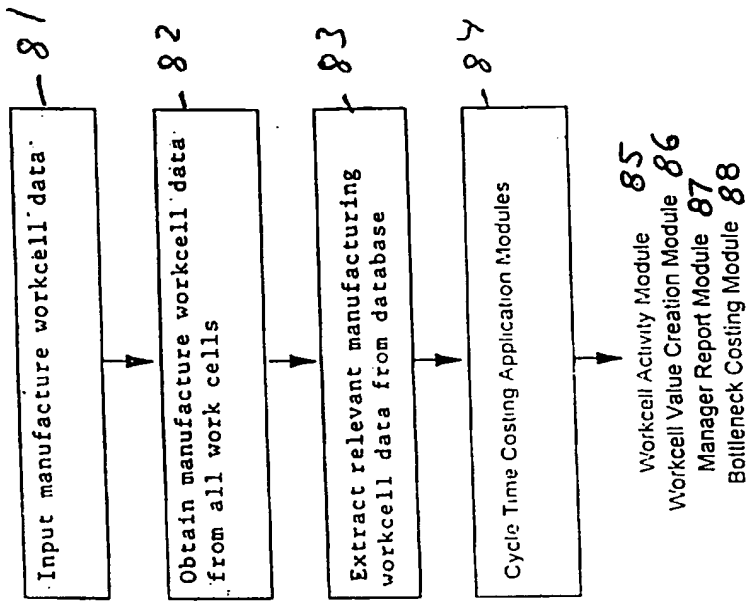 Input manufacture workcell data
81
Obtain manufacture workcell data
from all work cells
82
Extract relevant manufacturing
workcell data from database
83
Cycle Time Costing Application Modules
84
Workcell Activity Module 85
Workcell Value Creation Module 86
Manager Report Module 87
Bottleneck Costing Module 88